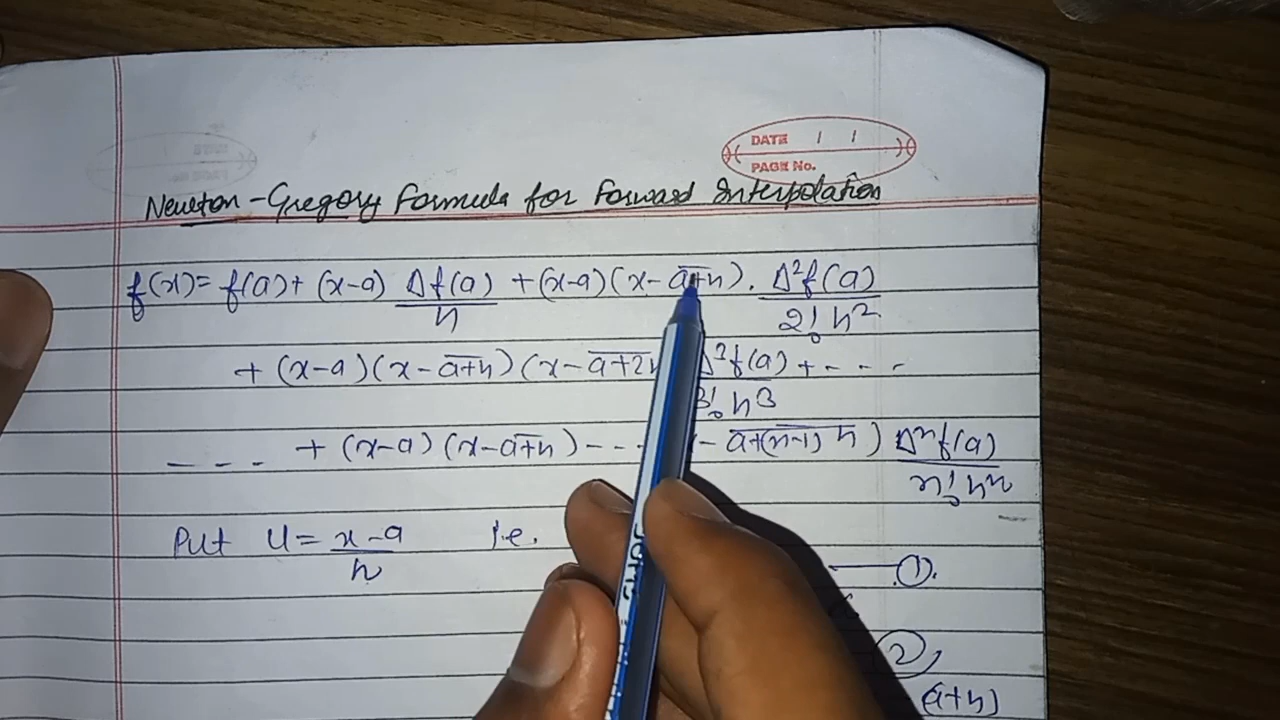 DATE / /
PAGE No.
Newton-Gregory Formula for Forward Interpolation
f(x)= f(a)+ (x-a) Δf(a)/h +(x-a)(x-a+h). Δ²f(a)/2! h²
+ (x-a)(x-a+h)(x-a+2h Δ³f(a)/3! h³ + - - -
- - - - + (x-a)(x-a+h)- - - - a+(n-1)h) Δⁿf(a)/n! hⁿ
Put u= x-a/h i.e.
①.
②
(a+h)